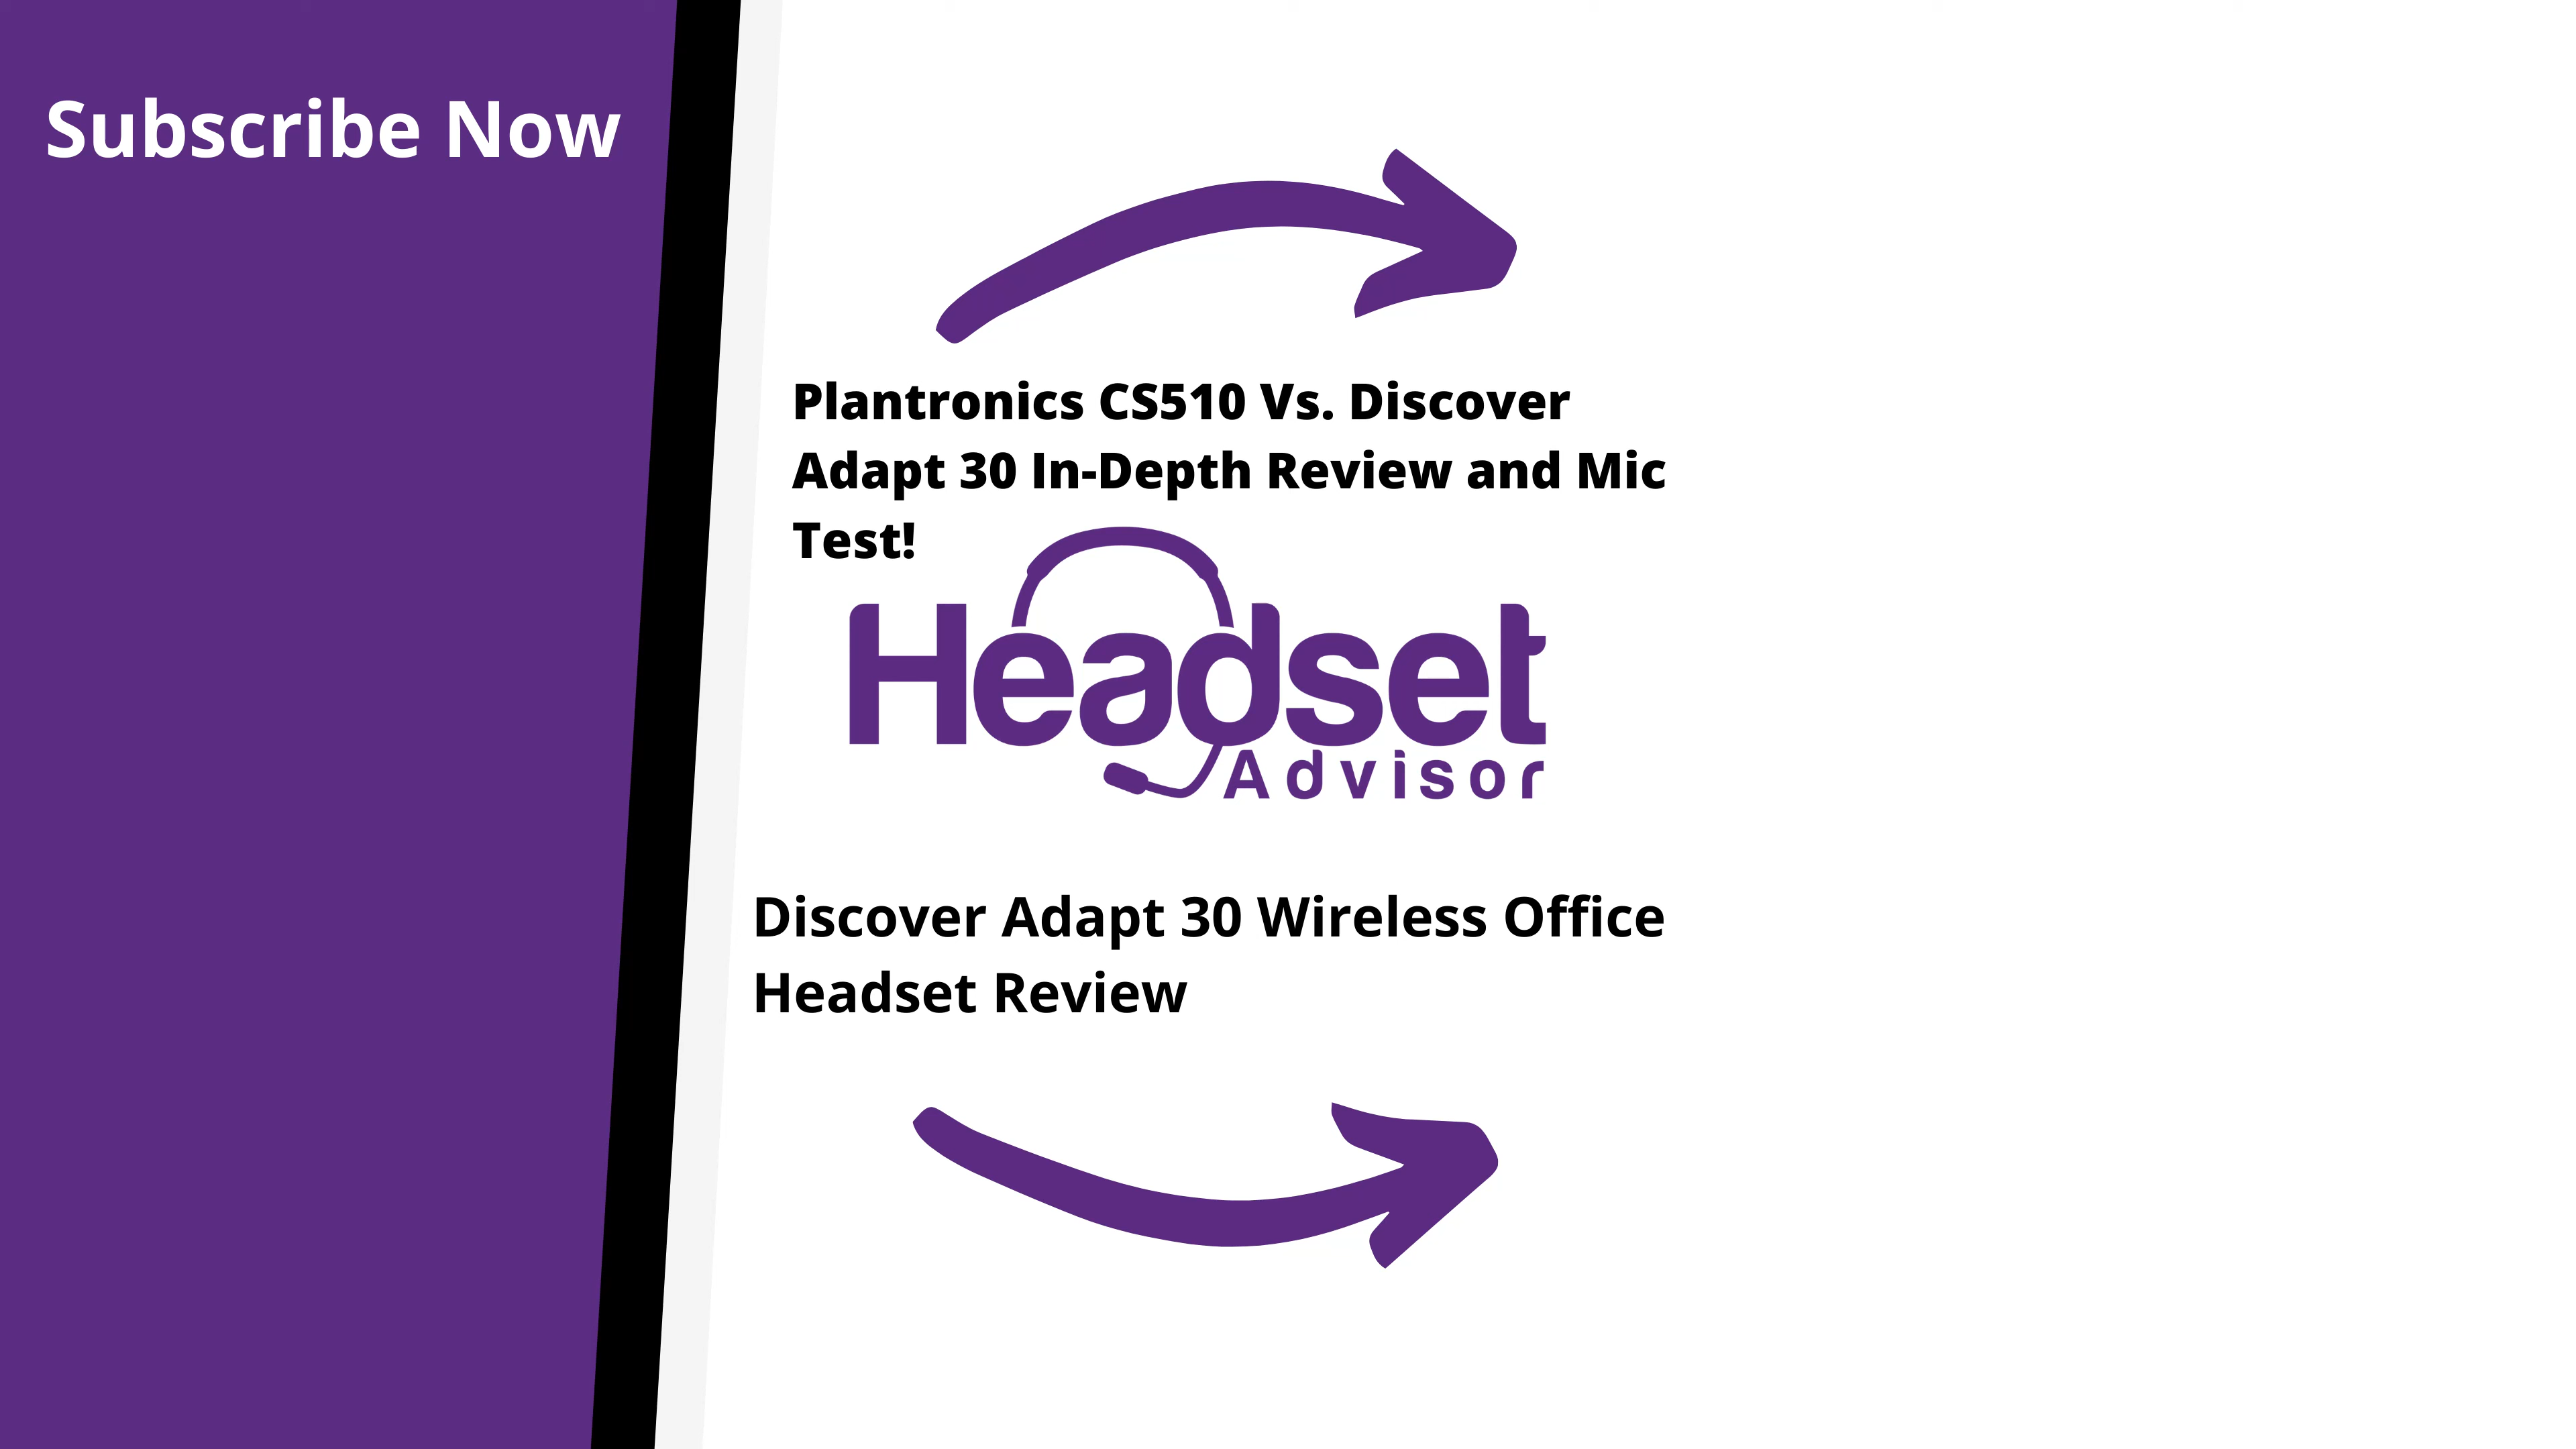 Subscribe Now
Plantronics CS510 Vs. Discover
Adapt 30 In-Depth Review and Mic
Test!
Headset
Advisor
Discover Adapt 30 Wireless Office
Headset Review